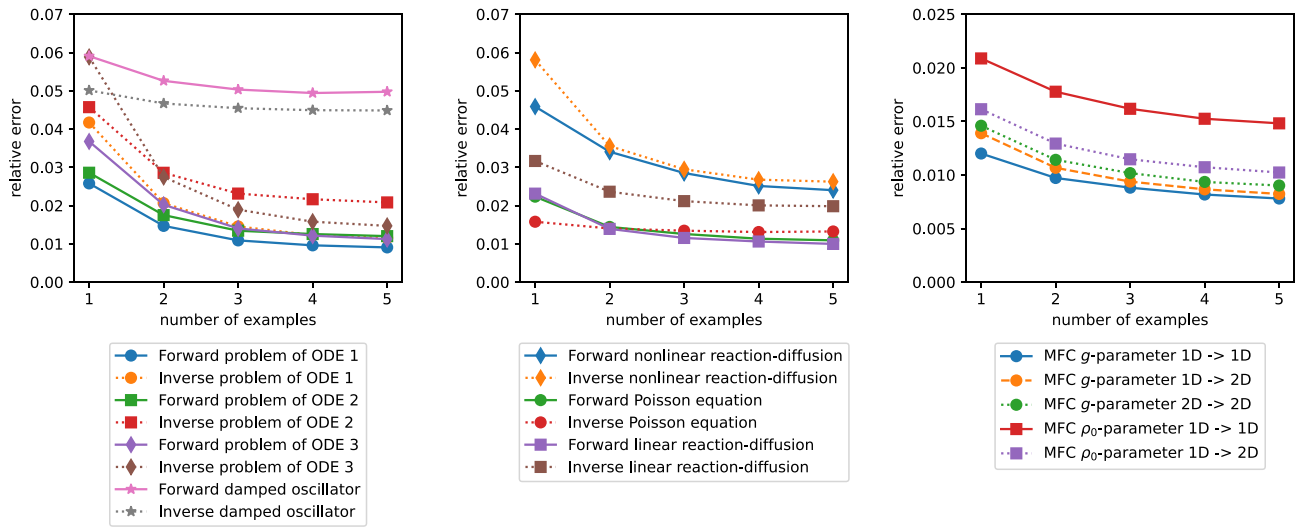 0.07
0.06
0.05
0.04
0.03
0.02
0.01
0.00
relative error
1 2 3 4 5
number of examples
Forward problem of ODE 1
Inverse problem of ODE 1
Forward problem of ODE 2
Inverse problem of ODE 2
Forward problem of ODE 3
Inverse problem of ODE 3
Forward damped oscillator
Inverse damped oscillator
0.07
0.06
0.05
0.04
0.03
0.02
0.01
0.00
relative error
1 2 3 4 5
number of examples
Forward nonlinear reaction-diffusion
Inverse nonlinear reaction-diffusion
Forward Poisson equation
Inverse Poisson equation
Forward linear reaction-diffusion
Inverse linear reaction-diffusion
0.025
0.020
0.015
0.010
0.005
0.000
relative error
1 2 3 4 5
number of examples
MFC g-parameter 1D -> 1D
MFC g-parameter 1D -> 2D
MFC g-parameter 2D -> 2D
MFC ρ₀-parameter 1D -> 1D
MFC ρ₀-parameter 1D -> 2D